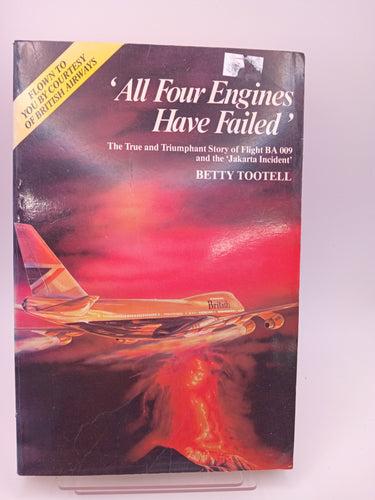 FLOWN TO
YOU BY COURTESY
OF BRITISH AIRWAYS
'All Four Engines
Have Failed'
The True and Triumphant Story of Flight BA 009
and the 'Jakarta Incident'
BETTY TOOTELL
British